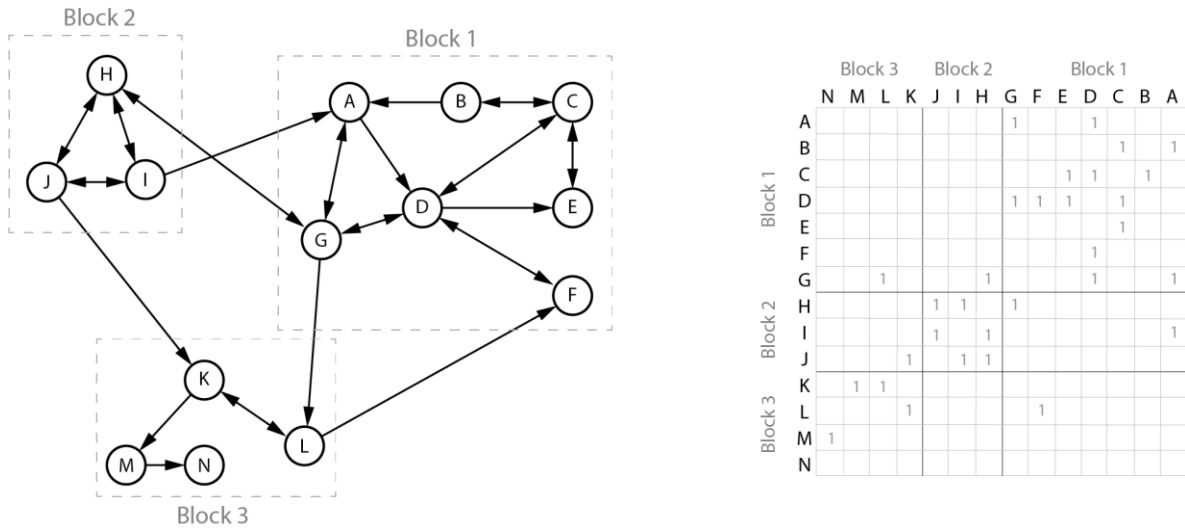 Block 2
H
J
I
Block 1
A
B
C
G
D
E
F
K
L
M
N
Block 3
Block 3 Block 2 Block 1
N M L K J I H G F E D C B A
Block 1
A 1 1
B 1 1
C 1 1 1
D 1 1 1 1
E 1
F 1
G 1 1 1 1
Block 2
H 1 1 1
I 1 1 1
J 1 1 1
Block 3
K 1 1
L 1 1
M 1
N